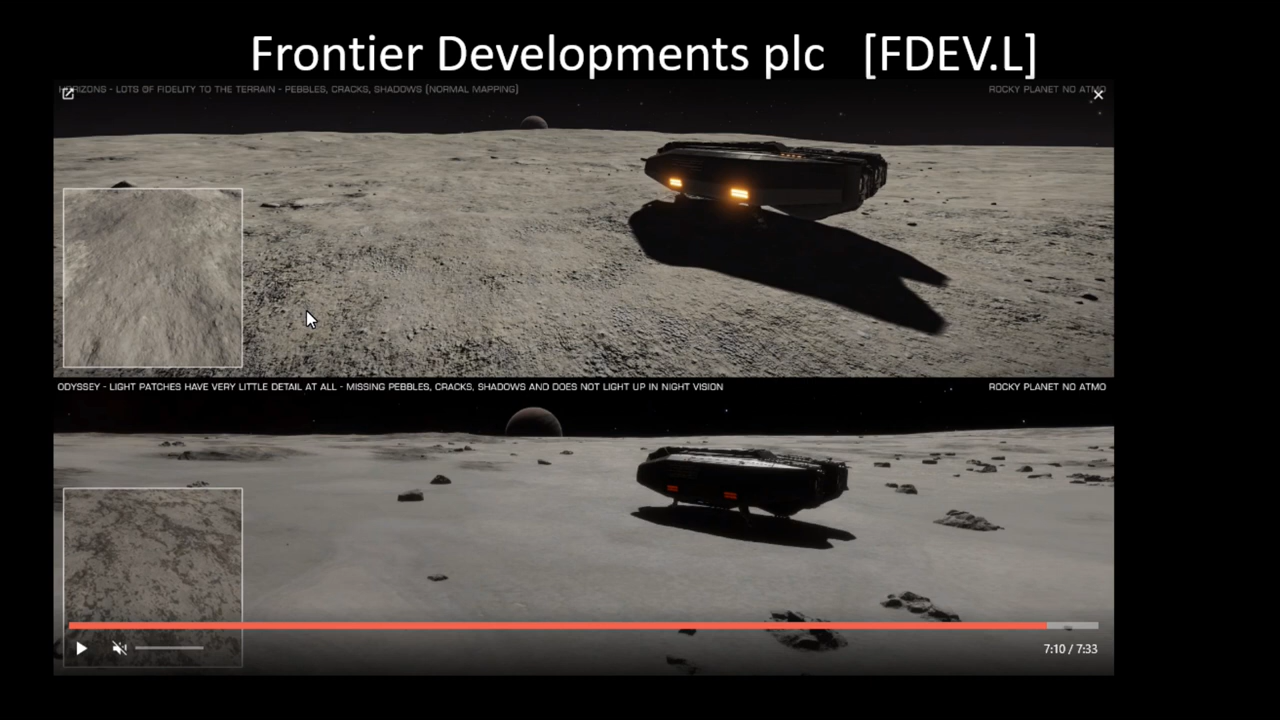 Frontier Developments plc [FDEV.L]
HORIZONS - LOTS OF FIDELITY TO THE TERRAIN - PEBBLES, CRACKS, SHADOWS (NORMAL MAPPING)
ROCKY PLANET NO ATMO
ODYSSEY - LIGHT PATCHES HAVE VERY LITTLE DETAIL AT ALL - MISSING PEBBLES, CRACKS, SHADOWS AND DOES NOT LIGHT UP IN NIGHT VISION
ROCKY PLANET NO ATMO
7:10 / 7:33